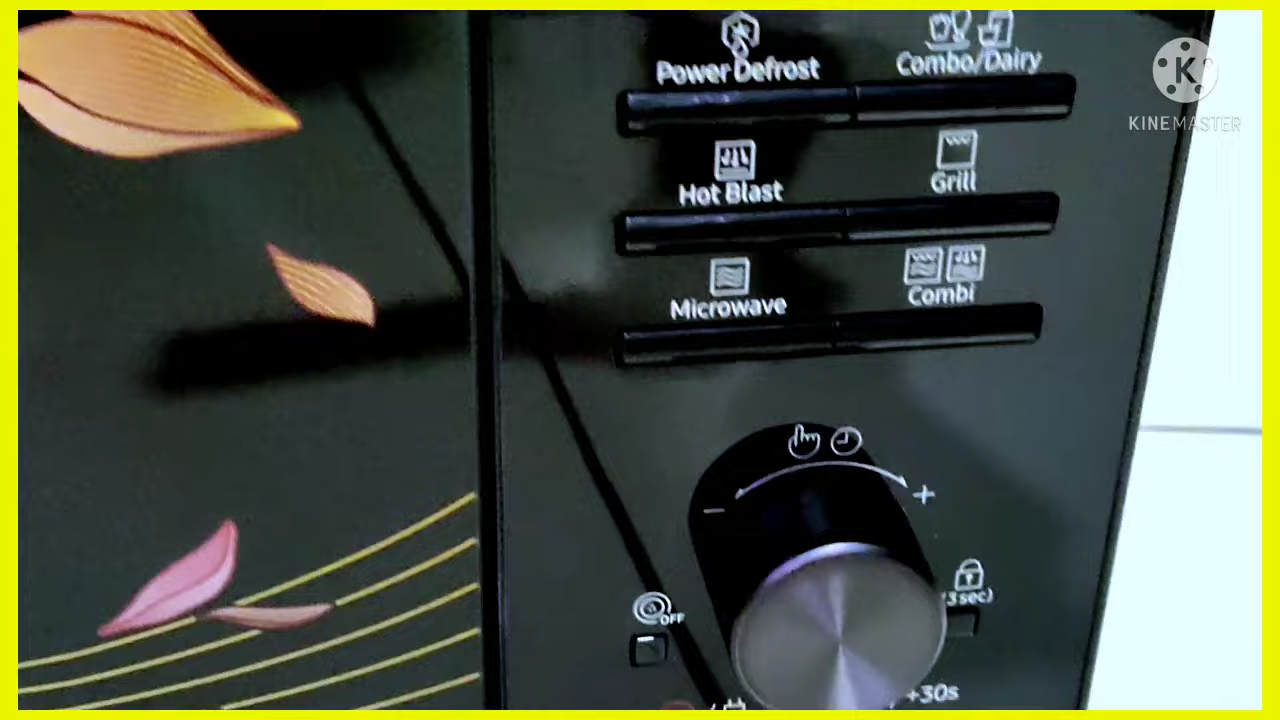 Power Defrost
Combo/Dairy
KINEMASTER
Hot Blast
Grill
Microwave
Combi
- +
(3sec)
OFF
+30s